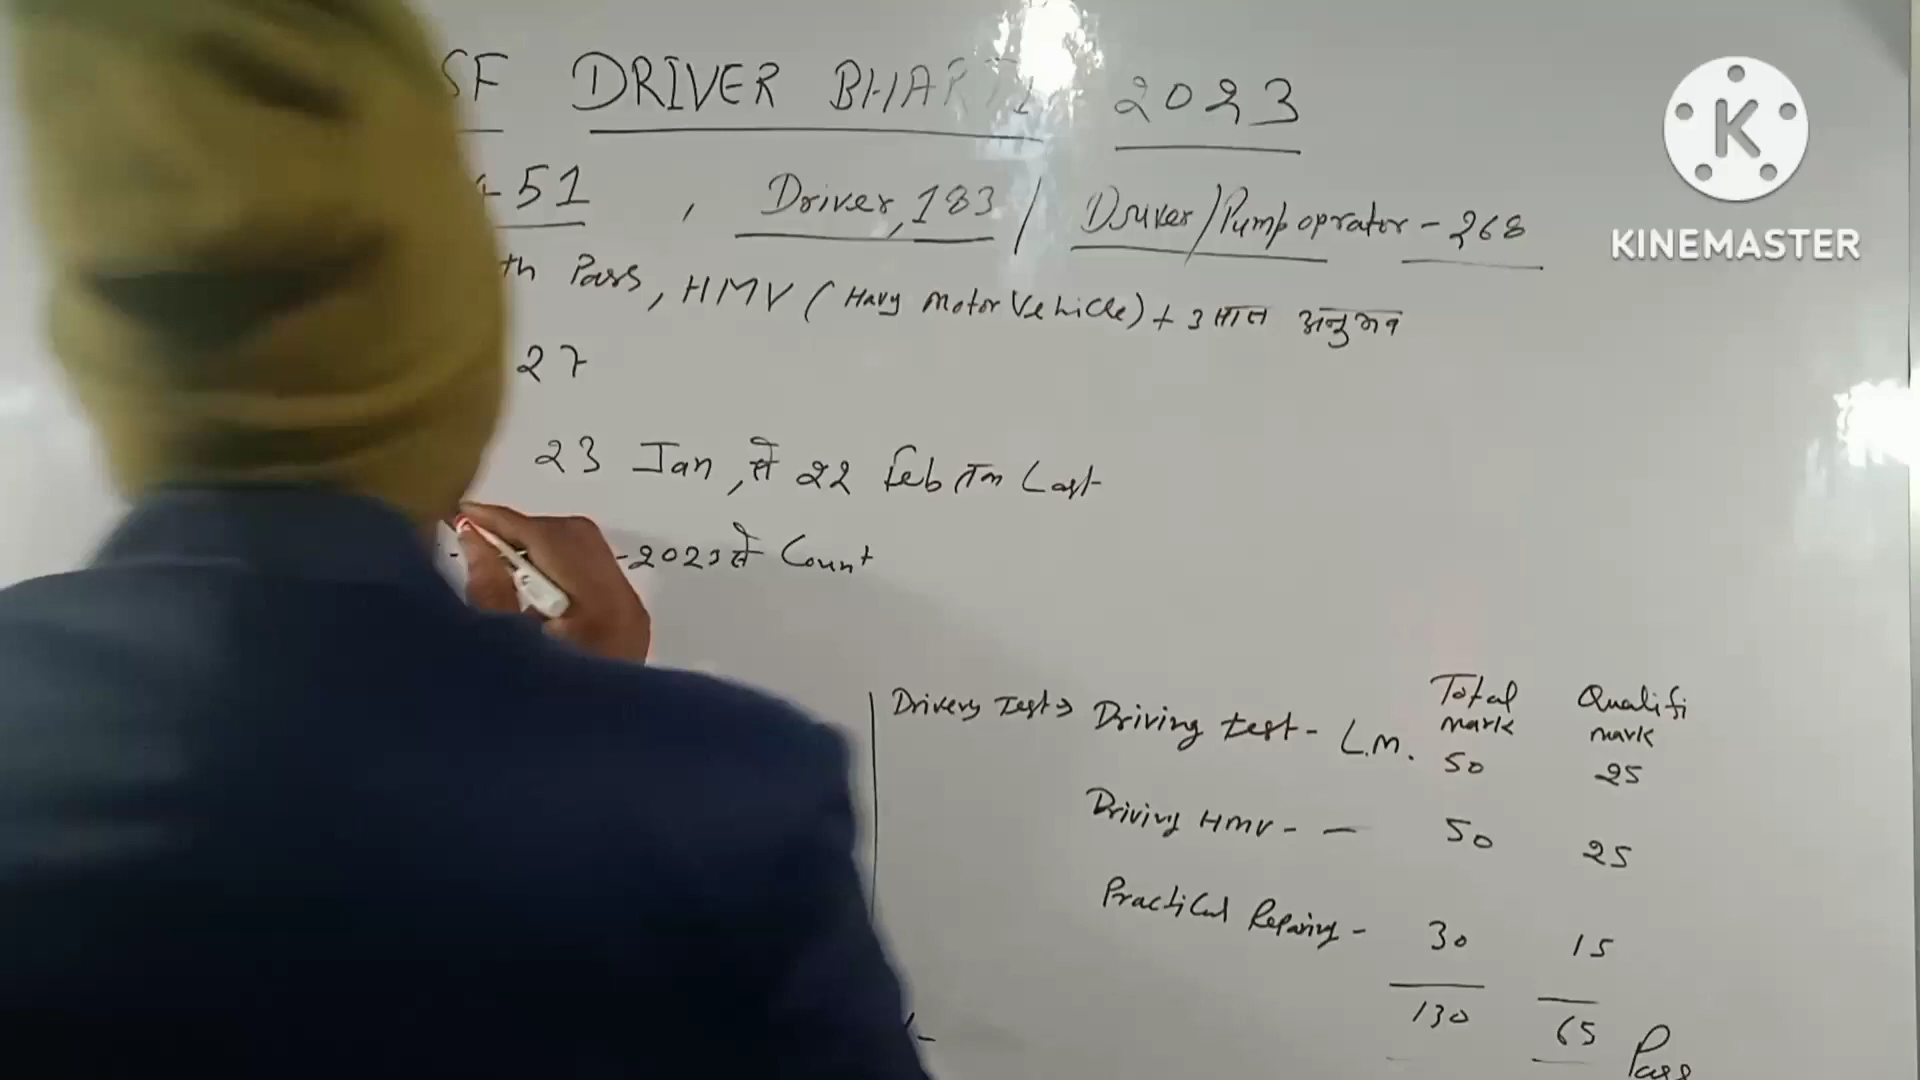 SF DRIVER BHARTI 2023
51 , Driver, 183 / Driver/Pump oprator - 268
th Pass, HMV (Havy Motor Vehicle) + 3 साल अनुभव
27
23 Jan, से 22 Feb तक Last
-2023 से Count
Total mark
Qualifi mark
Drivery Test → Driving test - L.M. 50 25
Driving HMV - — 50 25
Practical Reparing - 30 15
130 65 Pass
KINEMASTER